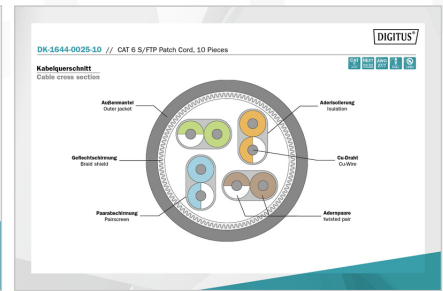 DIGITUS®
DK-1644-0025-10 // CAT 6 S/FTP Patch Cord, 10 Pieces
Kabelquerschnitt
Cable cross section
Außenmantel
Outer jacket
Aderisolierung
Insulation
Geflechtschirmung
Braid shield
Cu-Draht
Cu-Wire
Paarabschirmung
Pairscreen
Adernpaare
twisted pair